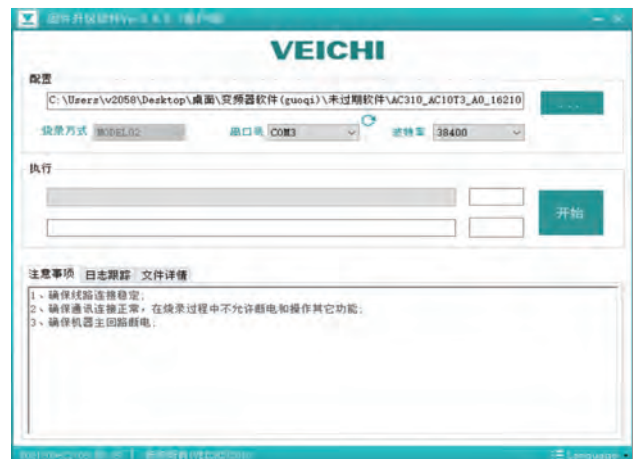 VEICHI
配置
C:\Users\v2058\Desktop\桌面\变频器软件(guoqi)\未过期软件\AC310_AC10T3_A0_16210
...
烧录方式 MODEL02 串口号 COM3 波特率 38400
执行
开始
注意事项 日志跟踪 文件详情
1、确保线路连接稳定;
2、确保通讯连接正常，在烧录过程中不允许断电和操作其它功能;
3、确保机器主回路断电;
Language